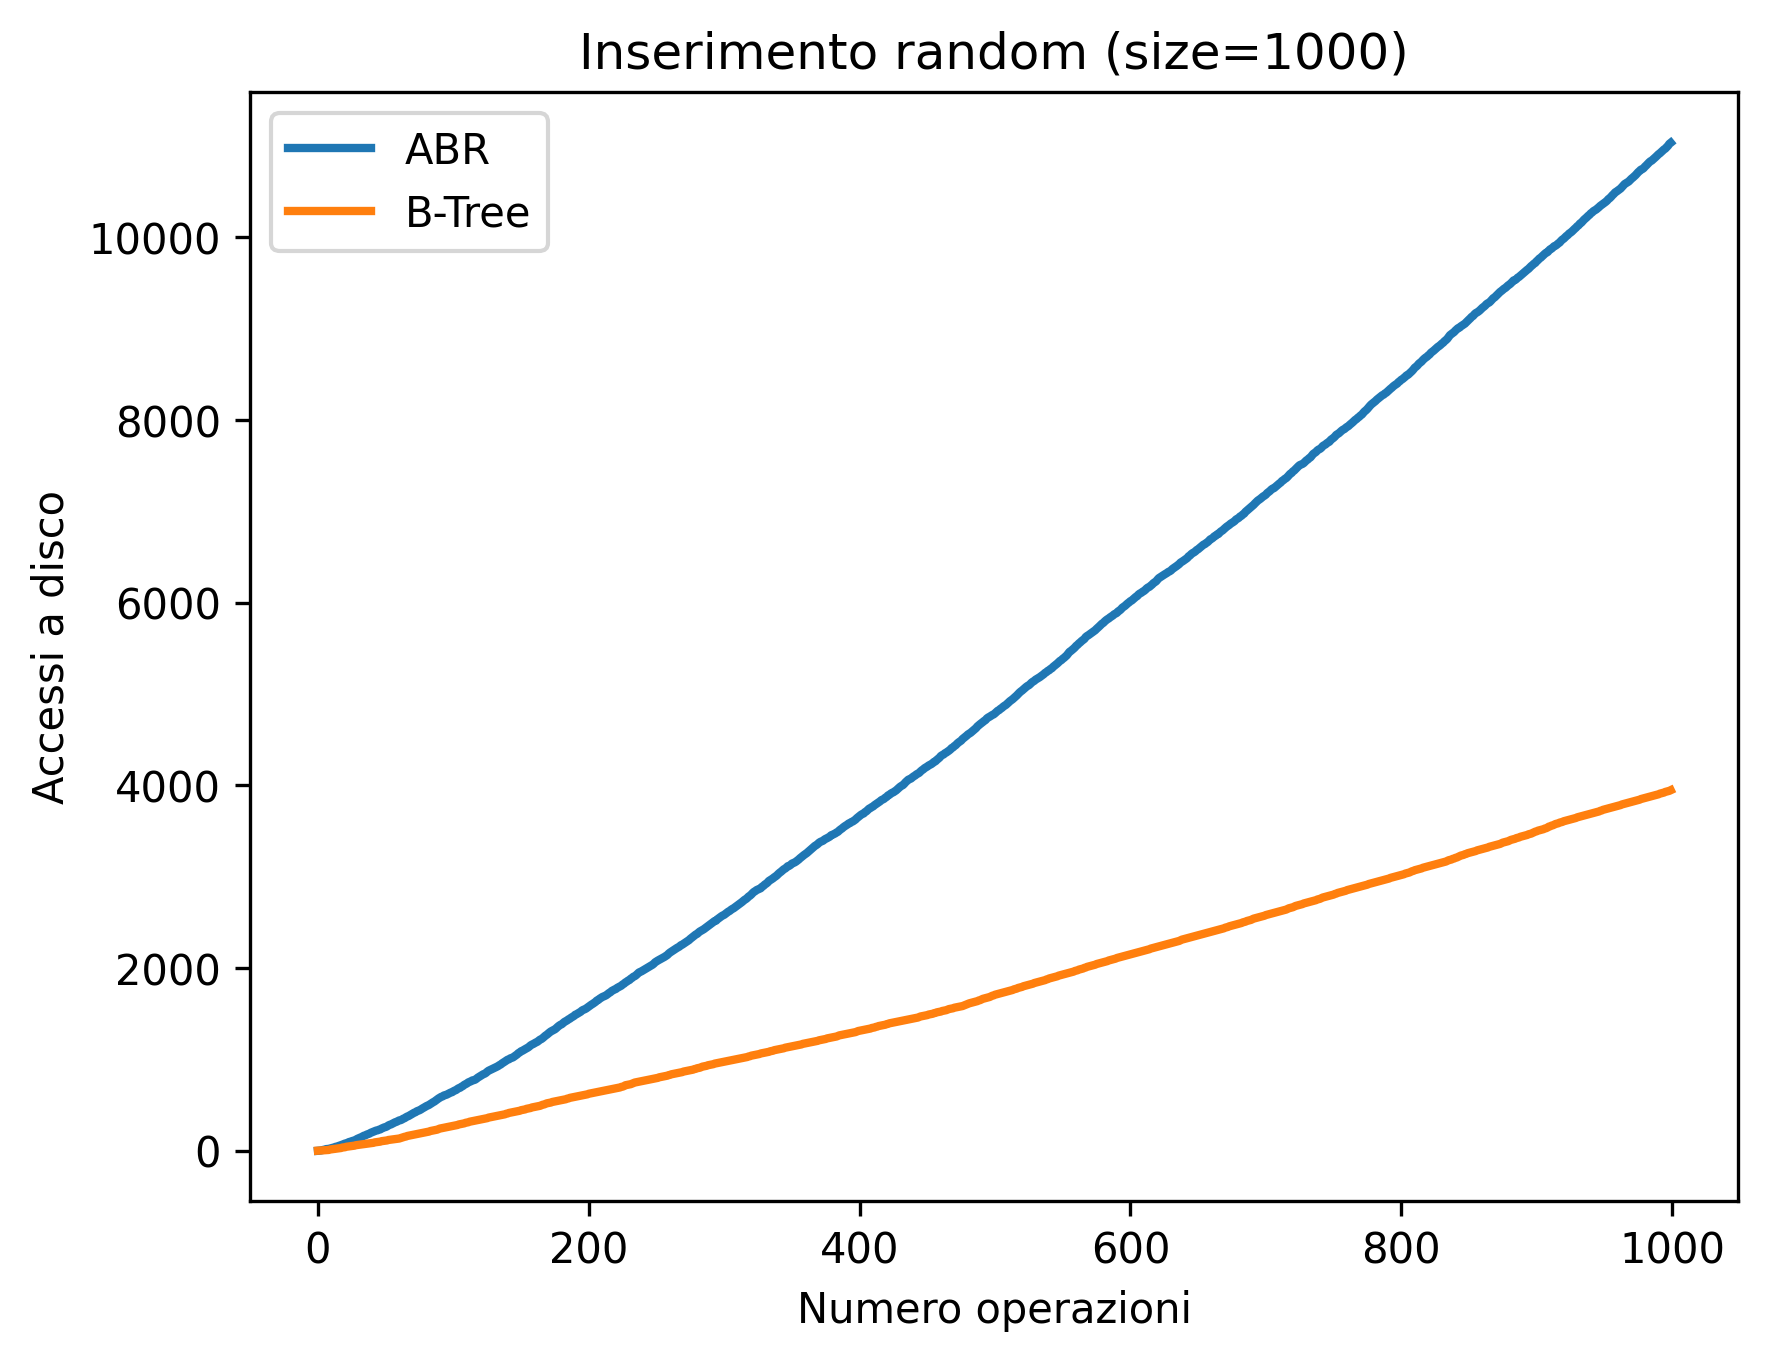 Inserimento random (size=1000)
ABR
B-Tree
10000
8000
6000
4000
2000
0
Accessi a disco
0 200 400 600 800 1000
Numero operazioni